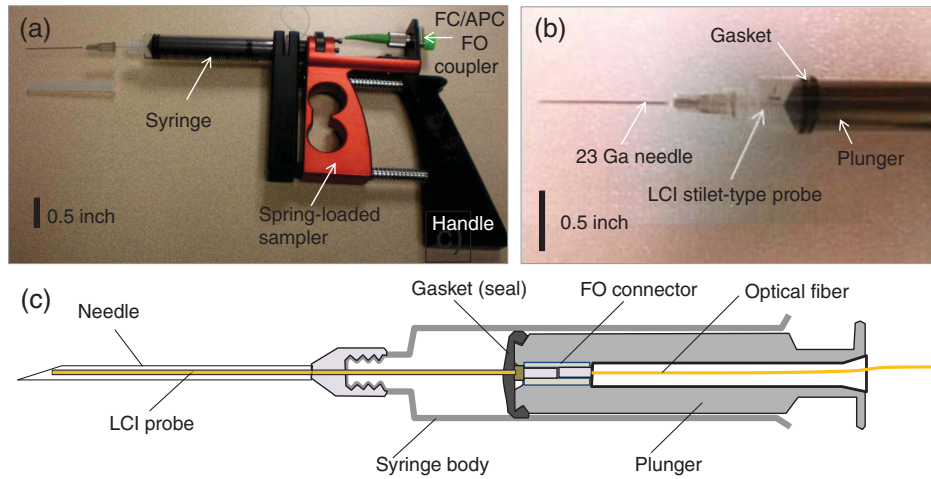 (a)
FC/APC
FO
coupler
Syringe
0.5 inch
Spring-loaded
sampler
Handle
c)
(b)
Gasket
23 Ga needle
Plunger
LCI stilet-type probe
0.5 inch
(c)
Needle
Gasket (seal)
FO connector
Optical fiber
LCI probe
Syringe body
Plunger